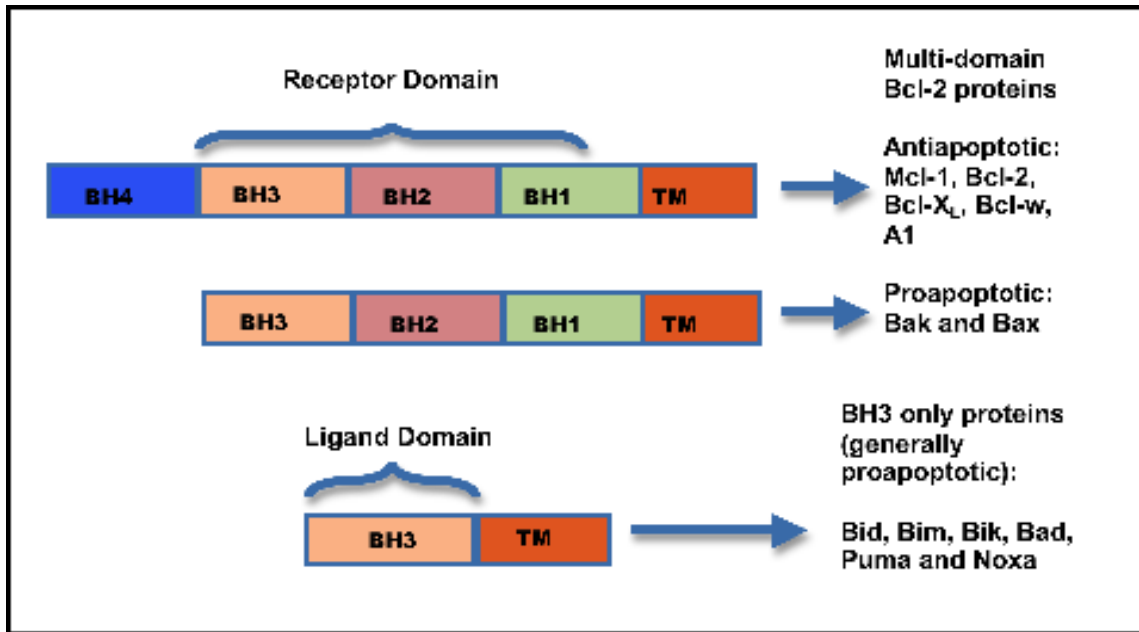 Receptor Domain
Multi-domain
Bcl-2 proteins
BH4 BH3 BH2 BH1 TM
Antiapoptotic:
Mcl-1, Bcl-2,
Bcl-XL, Bcl-w,
A1
BH3 BH2 BH1 TM
Proapoptotic:
Bak and Bax
Ligand Domain
BH3 TM
BH3 only proteins
(generally
proapoptotic):
Bid, Bim, Bik, Bad,
Puma and Noxa